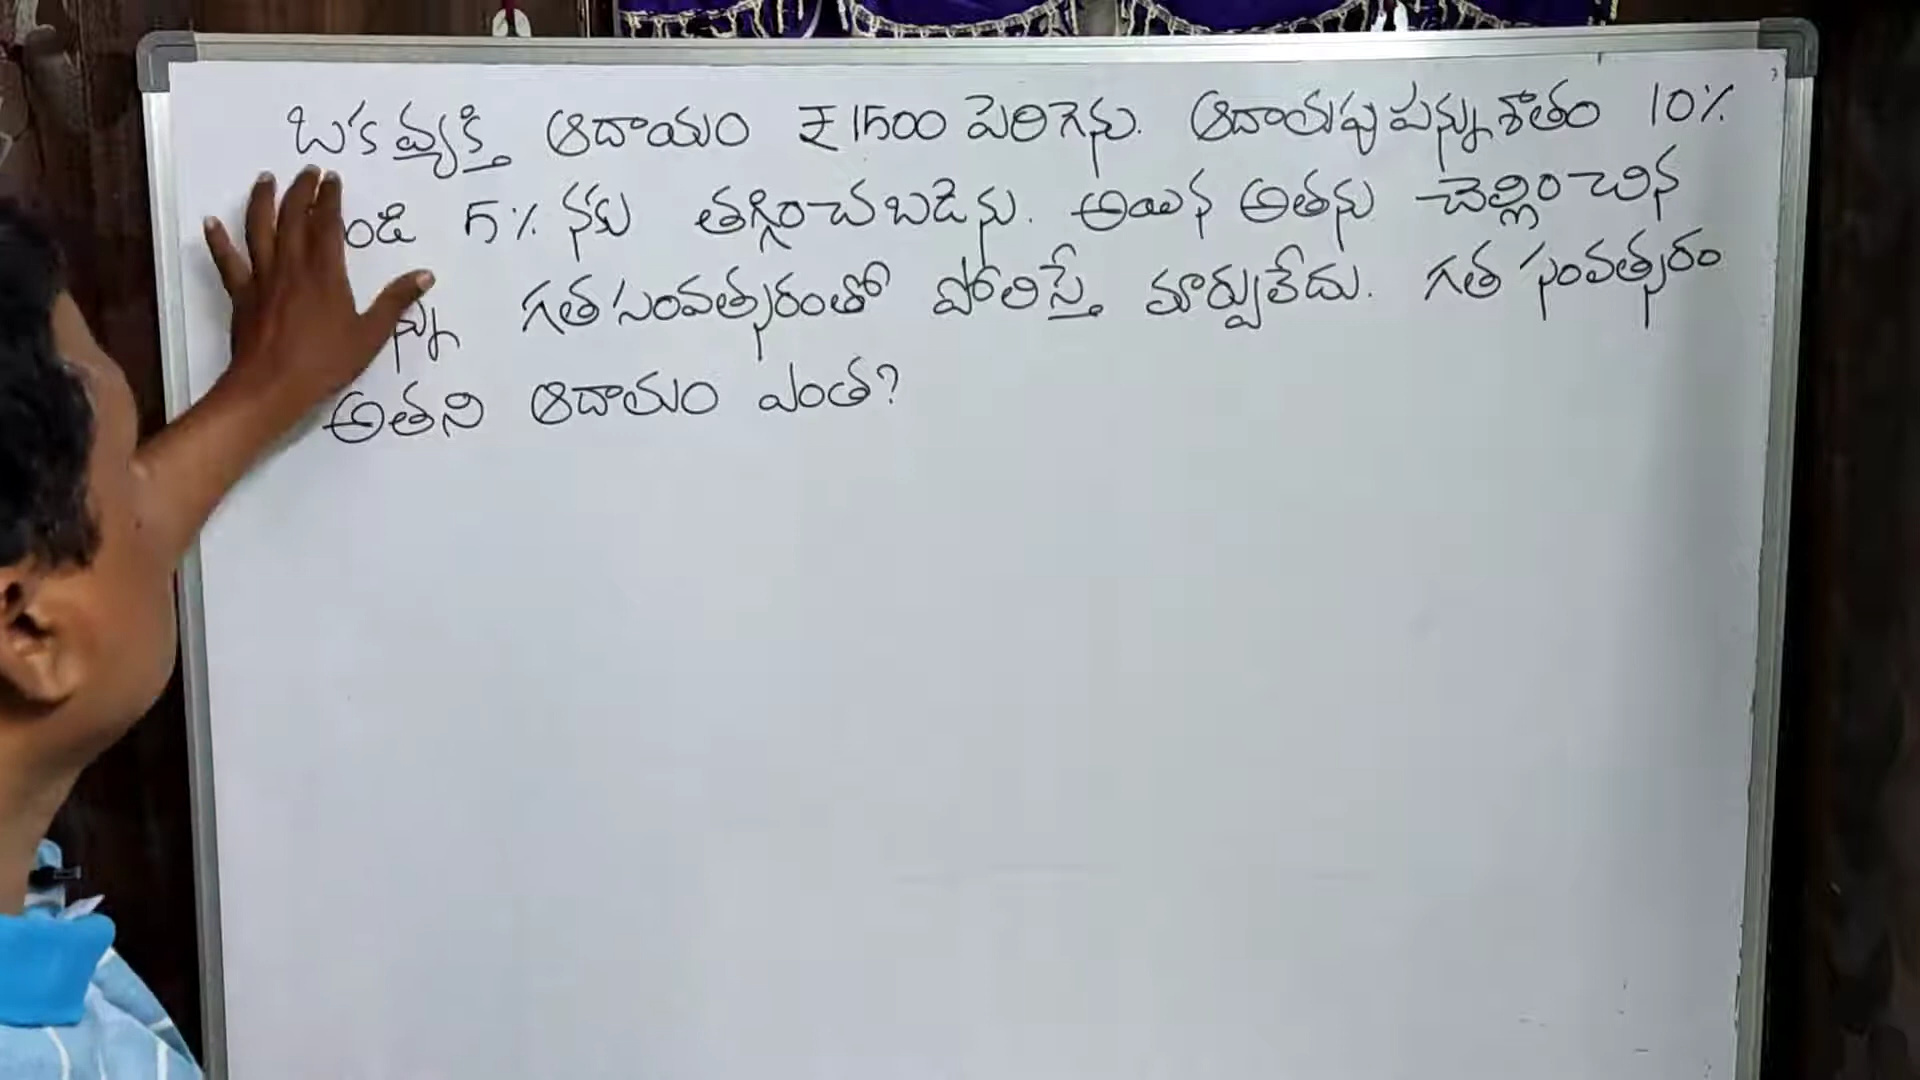 ఒక వ్యక్తి ఆదాయం ₹1500 పెరిగెను. ఆదాయపు పన్నుశాతం 10%
5% నకు తగ్గించబడెను. అయిన అతను చెల్లించిన
గత సంవత్సరంతో పోలిస్తే మార్పులేదు. గత సంవత్సరం
అతని ఆదాయం ఎంత?